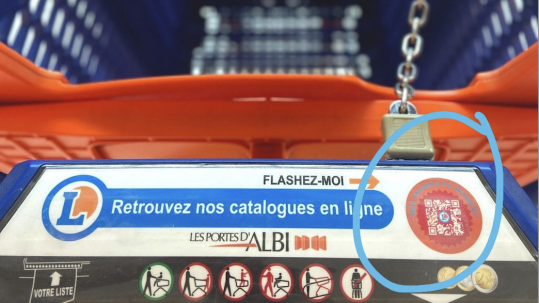 FLASHEZ-MOI
L
Retrouvez nos catalogues en ligne
LES PORTES D'ALBI
VOTRE LISTE